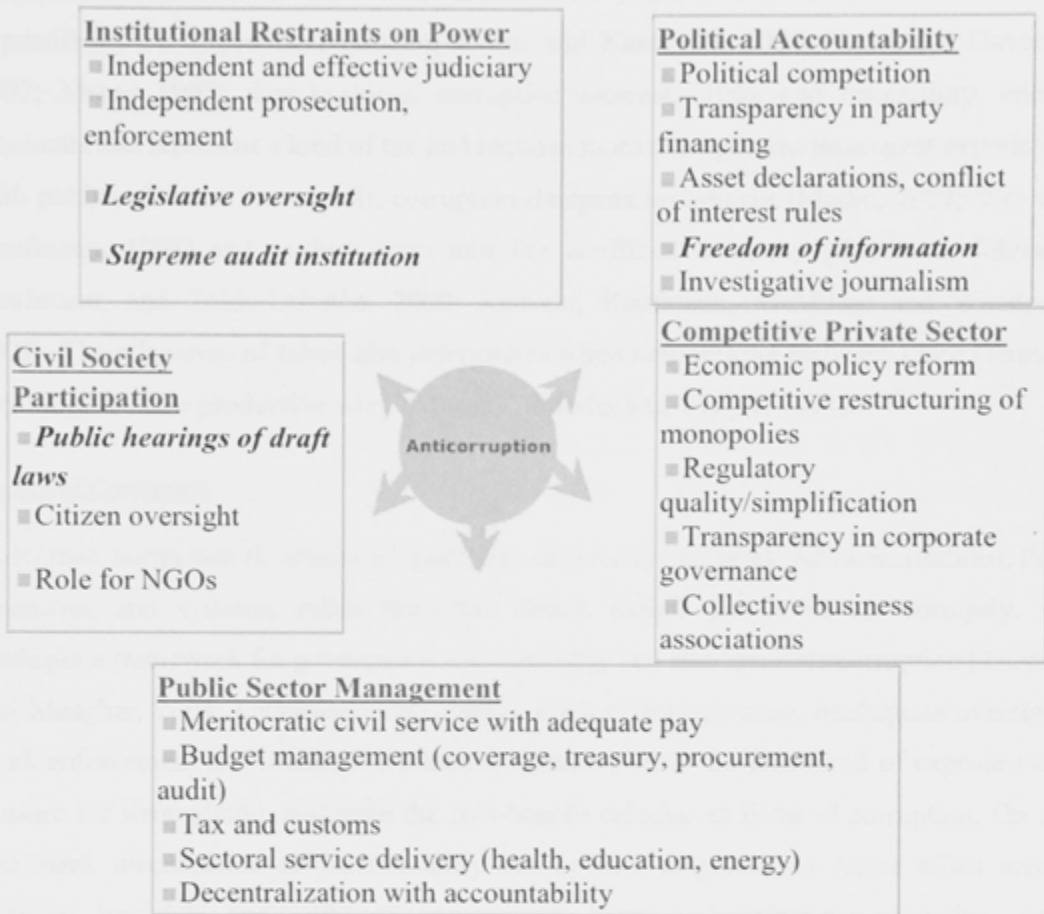 Institutional Restraints on Power
Independent and effective judiciary
Independent prosecution,
enforcement
Legislative oversight
Supreme audit institution
Political Accountability
Political competition
Transparency in party
financing
Asset declarations, conflict
of interest rules
Freedom of information
Investigative journalism
Civil Society
Participation
Public hearings of draft
laws
Citizen oversight
Role for NGOs
Anticorruption
Competitive Private Sector
Economic policy reform
Competitive restructuring of
monopolies
Regulatory
quality/simplification
Transparency in corporate
governance
Collective business
associations
Public Sector Management
Meritocratic civil service with adequate pay
Budget management (coverage, treasury, procurement,
audit)
Tax and customs
Sectoral service delivery (health, education, energy)
Decentralization with accountability